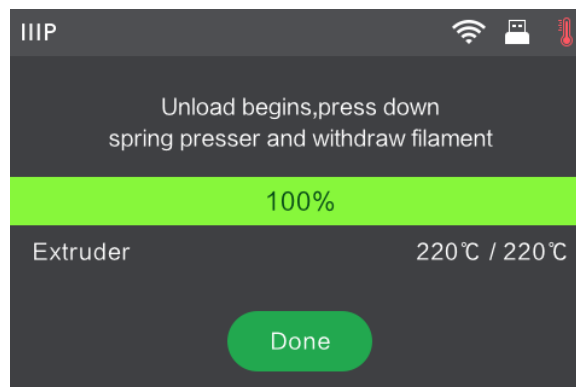 IIIP
Unload begins,press down
spring presser and withdraw filament
100%
Extruder 220℃ / 220℃
Done